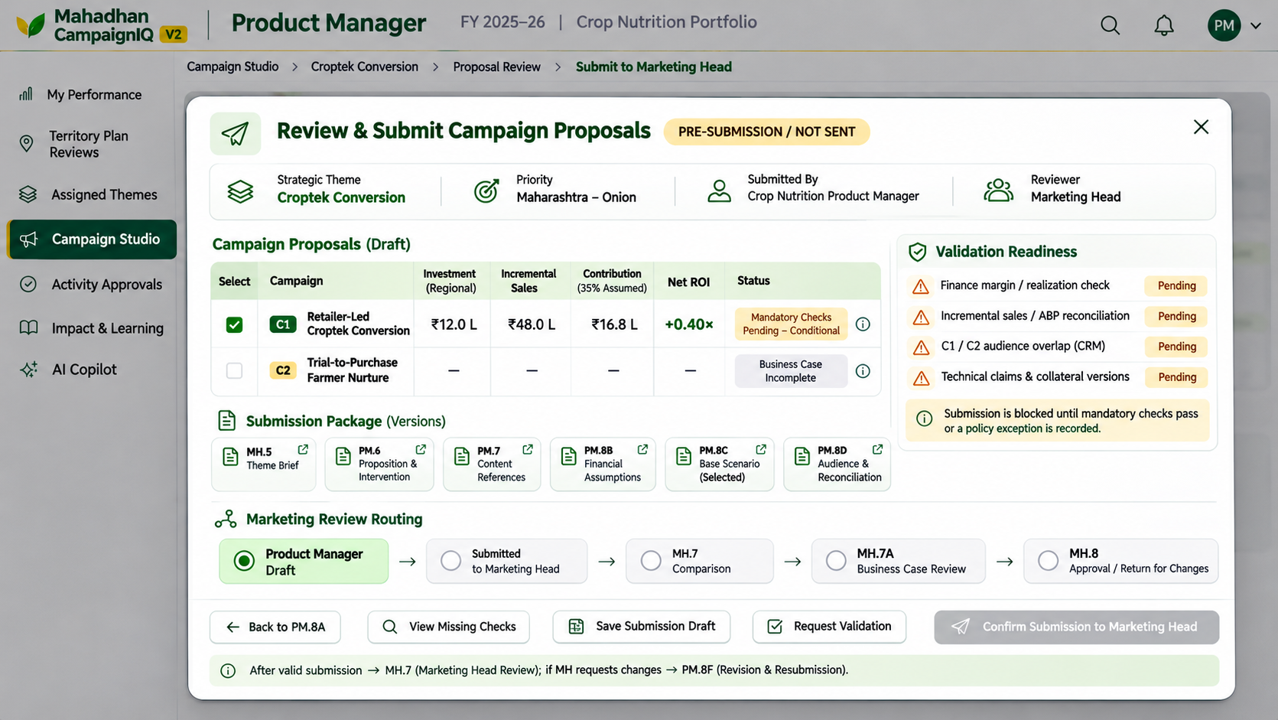 Mahadhan
CampaignIQ V2
Product Manager
FY 2025–26 | Crop Nutrition Portfolio
PM
Campaign Studio > Croptek Conversion > Proposal Review > Submit to Marketing Head
My Performance
Territory Plan
Reviews
Assigned Themes
Campaign Studio
Activity Approvals
Impact & Learning
AI Copilot
Review & Submit Campaign Proposals
PRE-SUBMISSION / NOT SENT
Strategic Theme
Croptek Conversion
Priority
Maharashtra – Onion
Submitted By
Crop Nutrition Product Manager
Reviewer
Marketing Head
Campaign Proposals (Draft)
Select
Campaign
Investment
(Regional)
Incremental
Sales
Contribution
(35% Assumed)
Net ROI
Status
C1
Retailer-Led
Croptek Conversion
₹12.0 L
₹48.0 L
₹16.8 L
+0.40×
Mandatory Checks
Pending – Conditional
C2
Trial-to-Purchase
Farmer Nurture
–
–
–
–
Business Case
Incomplete
Validation Readiness
Finance margin / realization check Pending
Incremental sales / ABP reconciliation Pending
C1 / C2 audience overlap (CRM) Pending
Technical claims & collateral versions Pending
Submission is blocked until mandatory checks pass
or a policy exception is recorded.
Submission Package (Versions)
MH.5
Theme Brief
PM.6
Proposition &
Intervention
PM.7
Content
References
PM.8B
Financial
Assumptions
PM.8C
Base Scenario
(Selected)
PM.8D
Audience &
Reconciliation
Marketing Review Routing
Product Manager
Draft
→
Submitted
to Marketing Head
→
MH.7
Comparison
→
MH.7A
Business Case Review
→
MH.8
Approval / Return for Changes
← Back to PM.8A
View Missing Checks
Save Submission Draft
Request Validation
Confirm Submission to Marketing Head
After valid submission → MH.7 (Marketing Head Review); if MH requests changes → PM.8F (Revision & Resubmission).